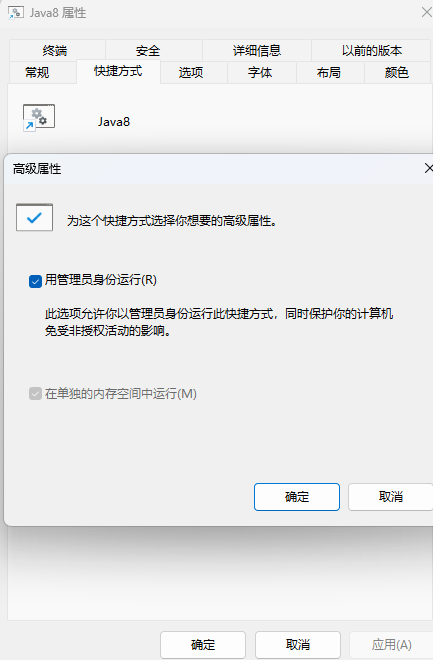 Java8 属性
终端 安全 详细信息 以前的版本
常规 快捷方式 选项 字体 布局 颜色
Java8
高级属性
为这个快捷方式选择你想要的高级属性。
用管理员身份运行(R)
此选项允许你以管理员身份运行此快捷方式，同时保护你的计算机
免受非授权活动的影响。
在单独的内存空间中运行(M)
确定 取消
确定 取消 应用(A)